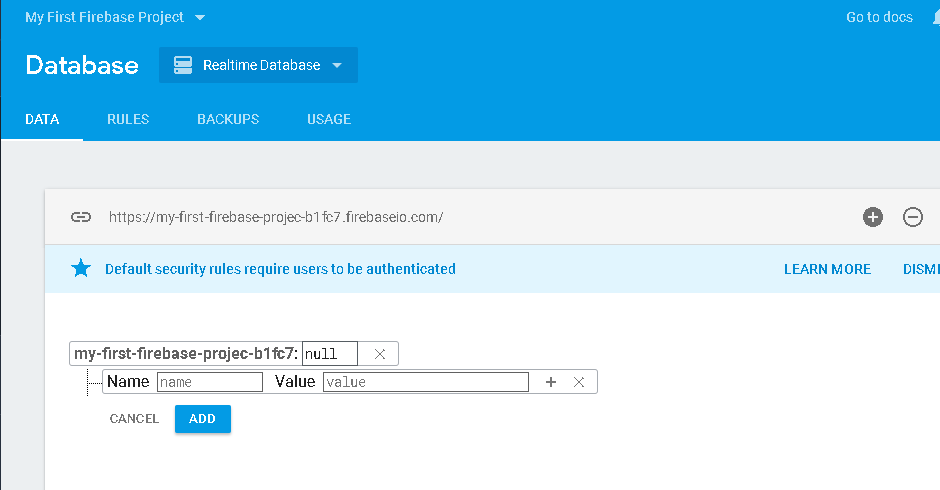 My First Firebase Project Go to docs
Database Realtime Database
DATA RULES BACKUPS USAGE
https://my-first-firebase-projec-b1fc7.firebaseio.com/
Default security rules require users to be authenticated LEARN MORE DISMI
my-first-firebase-projec-b1fc7: null
Name name Value value
CANCEL ADD